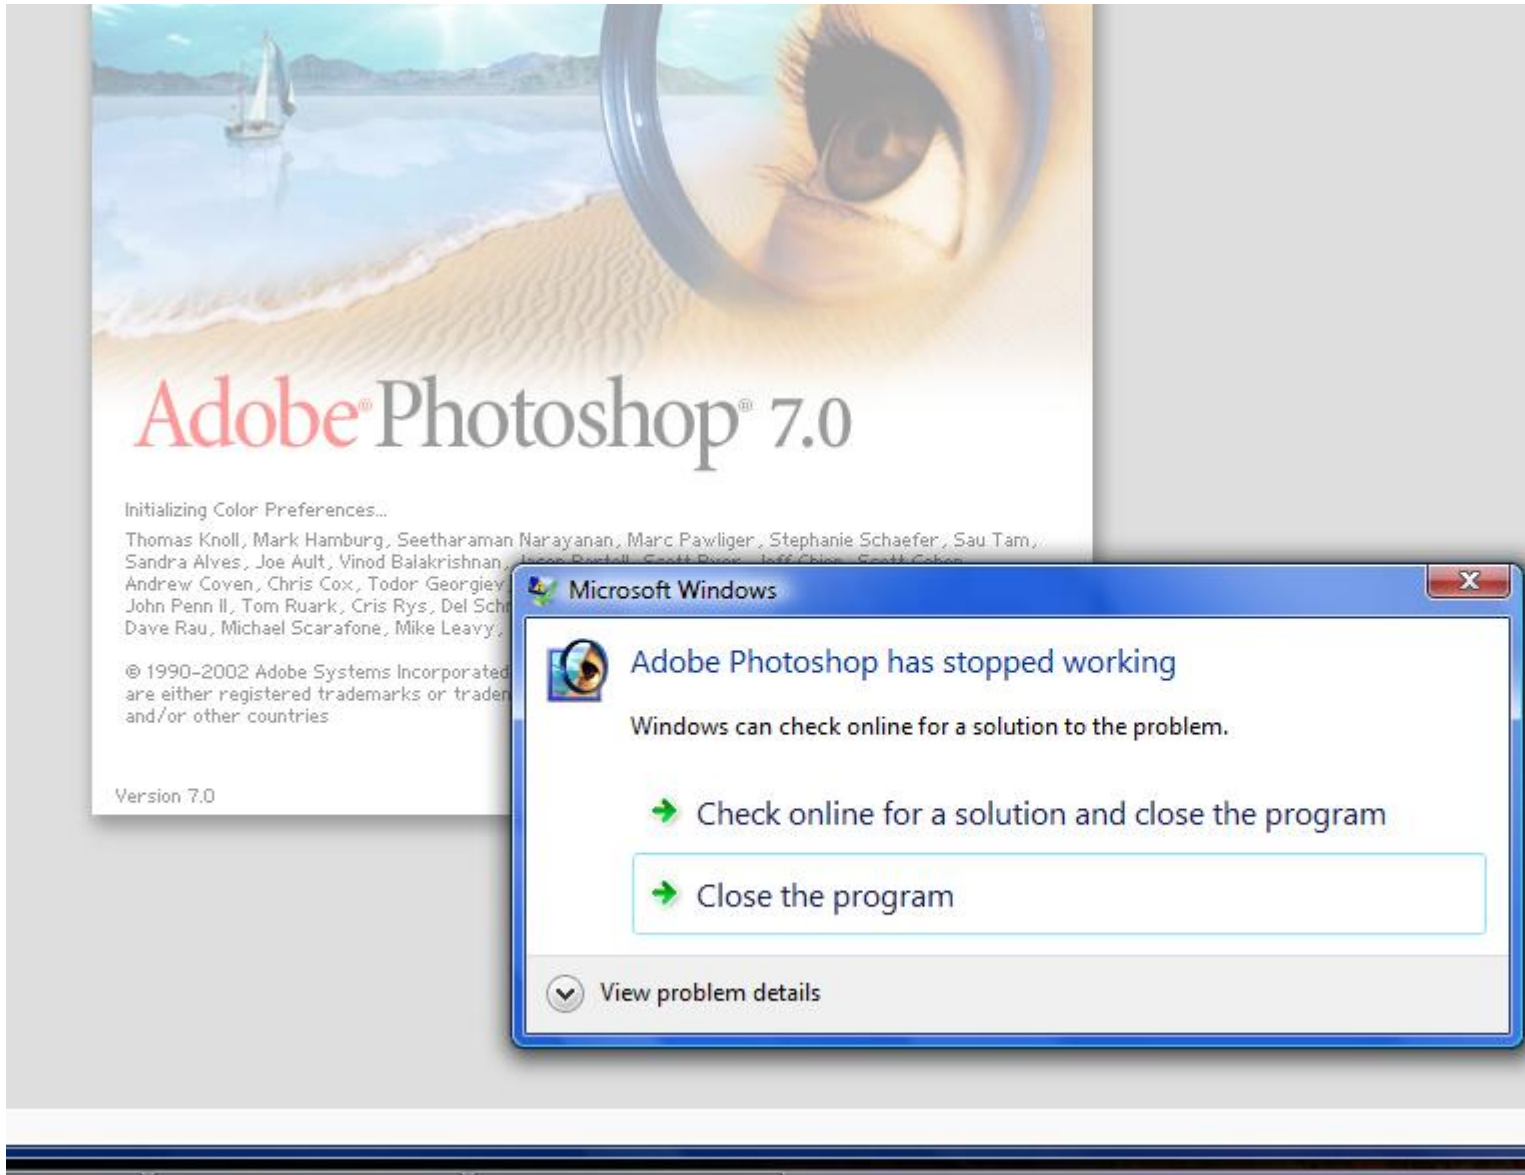 Adobe® Photoshop® 7.0
Initializing Color Preferences...
Thomas Knoll, Mark Hamburg, Seetharaman Narayanan, Marc Pawliger, Stephanie Schaefer, Sau Tam,
Sandra Alves, Joe Ault, Vinod Balakrishnan,
Andrew Coven, Chris Cox, Todor Georgiev
John Penn II, Tom Ruark, Cris Rys, Del Sch
Dave Rau, Michael Scarafone, Mike Leavy,
© 1990-2002 Adobe Systems Incorporated
are either registered trademarks or tradem
and/or other countries
Version 7.0
Microsoft Windows
Adobe Photoshop has stopped working
Windows can check online for a solution to the problem.
Check online for a solution and close the program
Close the program
View problem details